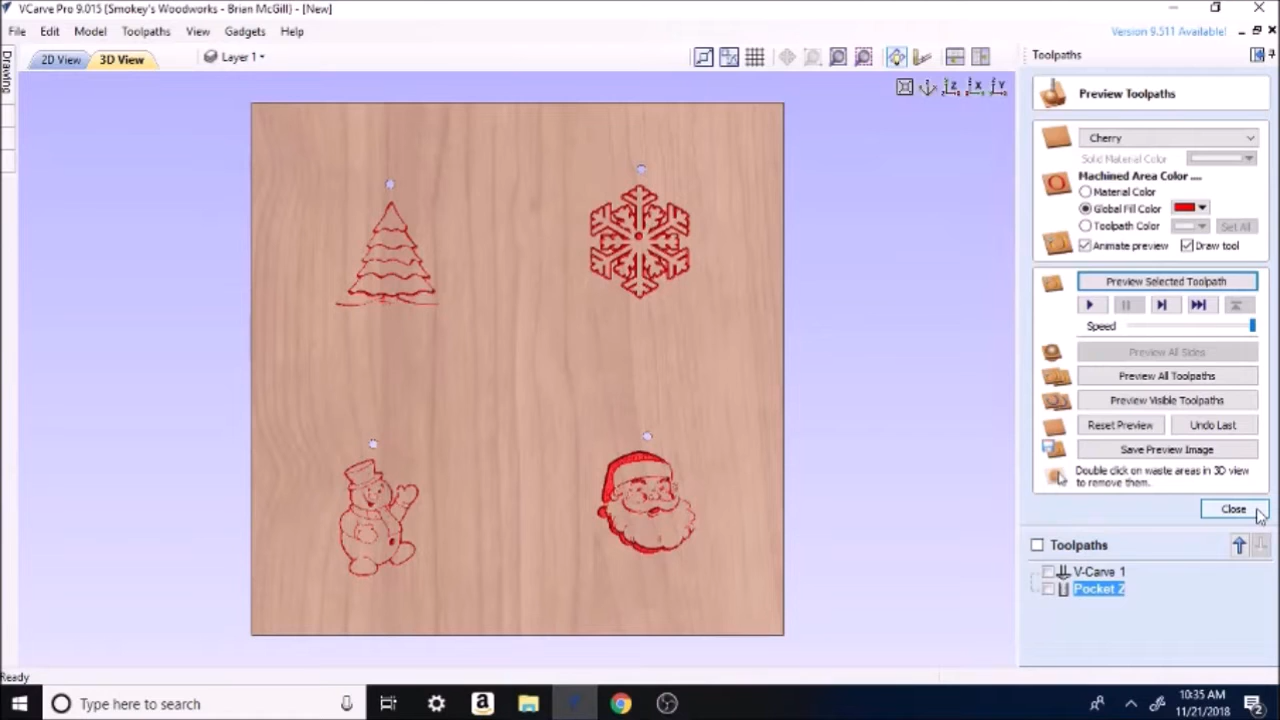 VCarve Pro 9.015 {Smokey's Woodworks - Brian McGill} - [New]
File Edit Model Toolpaths View Gadgets Help
Version 9.511 Available!
2D View 3D View Layer 1
Toolpaths
Drawing
Preview Toolpaths
Cherry
Solid Material Color
Machined Area Color ....
Material Color
Global Fill Color
Toolpath Color Set All
Animate preview Draw tool
Preview Selected Toolpath
Speed
Preview All Sides
Preview All Toolpaths
Preview Visible Toolpaths
Reset Preview Undo Last
Save Preview Image
Double click on waste areas in 3D view
to remove them.
Close
Toolpaths
V-Carve 1
Pocket 2
Ready
Type here to search
10:35 AM
11/21/2018
2